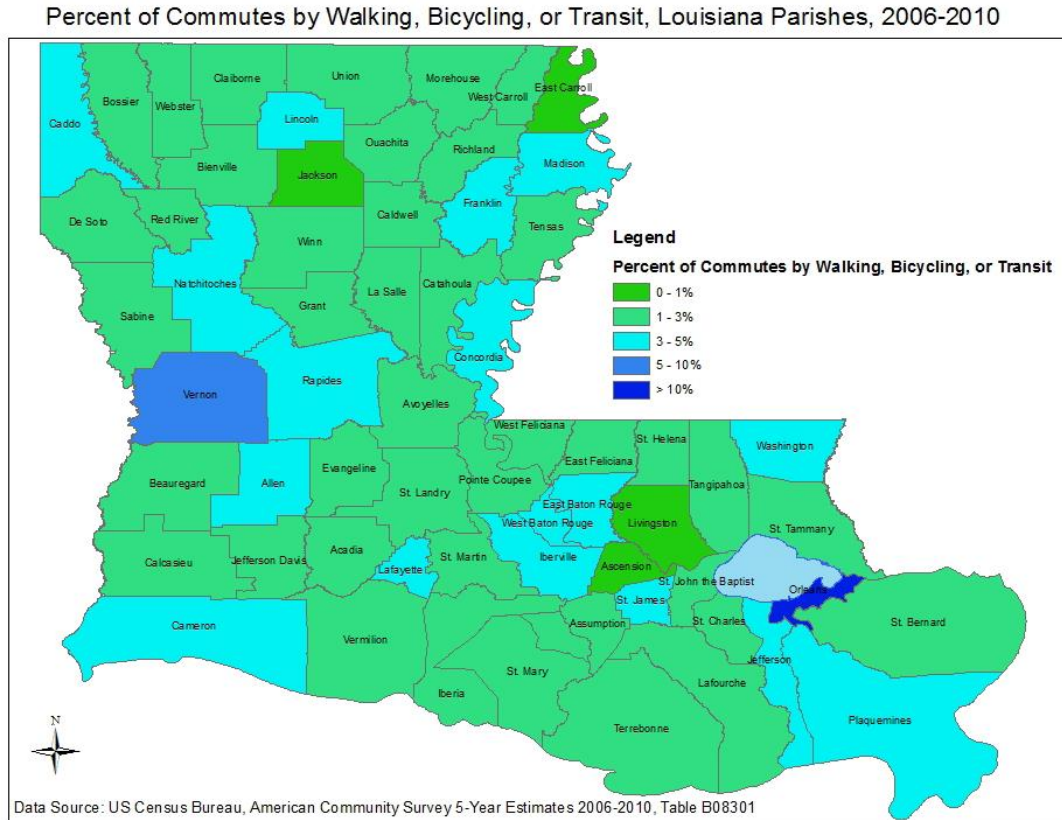 Percent of Commutes by Walking, Bicycling, or Transit, Louisiana Parishes, 2006-2010
Claiborne
Union
Morehouse
West Carroll
East Carroll
Bossier
Webster
Caddo
Lincoln
Ouachita
Richland
Madison
Bienville
Jackson
Franklin
De Soto
Red River
Caldwell
Tensas
Winn
Natchitoches
La Salle
Catahoula
Grant
Sabine
Concordia
Rapides
Vernon
Avoyelles
Legend
Percent of Commutes by Walking, Bicycling, or Transit
0 - 1%
1 - 3%
3 - 5%
5 - 10%
> 10%
West Feliciana
St. Helena
Washington
East Feliciana
Evangeline
Pointe Coupee
Tangipahoa
Beauregard
Allen
St. Landry
East Baton Rouge
West Baton Rouge
Livingston
St. Tammany
Calcasieu
Jefferson Davis
Acadia
St. Martin
Iberville
Lafayette
Ascension
St. John the Baptist
Orleans
St. James
Cameron
Vermilion
Assumption
St. Charles
St. Bernard
Jefferson
St. Mary
Iberia
Lafourche
Plaquemines
Terrebonne
N
Data Source: US Census Bureau, American Community Survey 5-Year Estimates 2006-2010, Table B08301